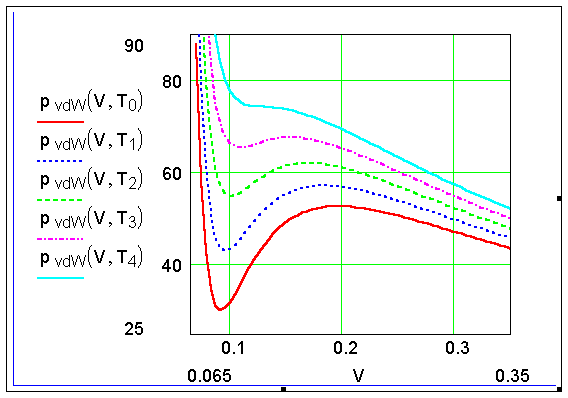 90
80
p vdW(V, T0)
p vdW(V, T1)
60
p vdW(V, T2)
p vdW(V, T3)
40
p vdW(V, T4)
25
0.1 0.2 0.3
0.065 V 0.35